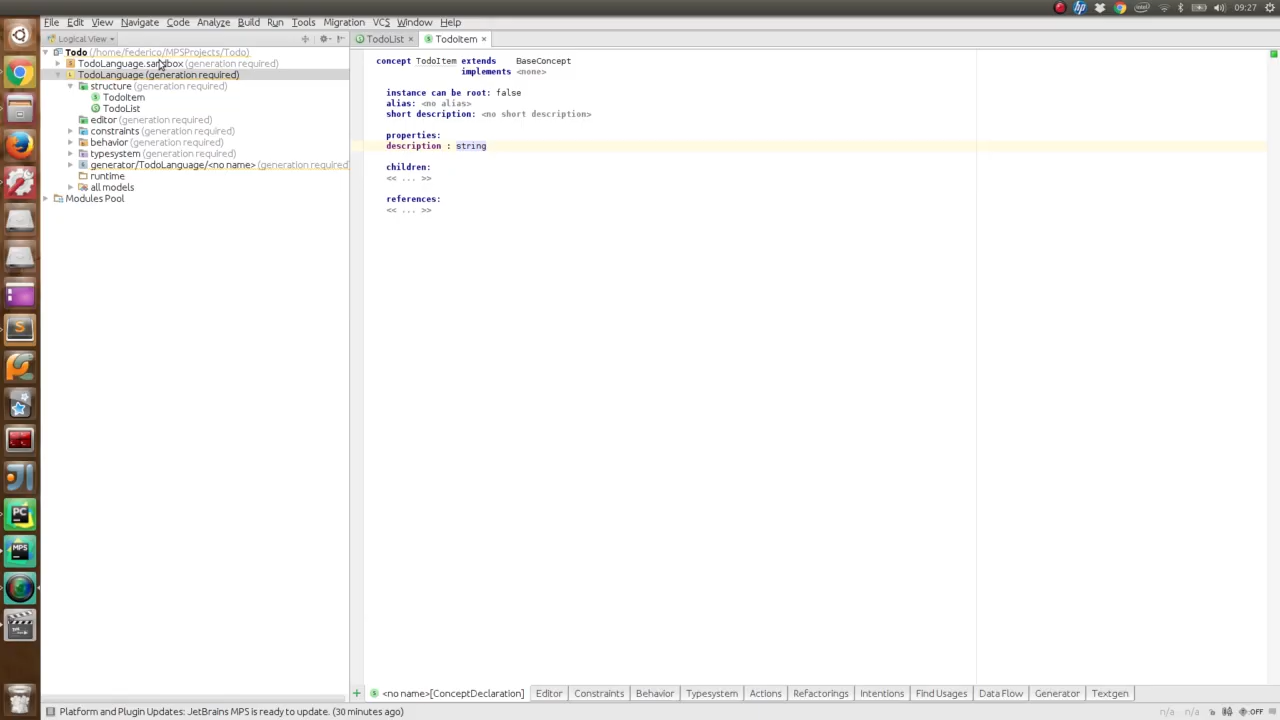 File Edit View Navigate Code Analyze Build Run Tools Migration VCS Window Help
09:27
Logical View
TodoList
TodoItem
Todo (/home/federico/MPSProjects/Todo)
TodoLanguage.sandbox (generation required)
TodoLanguage (generation required)
structure (generation required)
TodoItem
TodoList
editor (generation required)
constraints (generation required)
behavior (generation required)
typesystem (generation required)
generator/TodoLanguage/<no name> (generation required)
runtime
all models
Modules Pool
concept TodoItem extends BaseConcept
implements <none>
instance can be root: false
alias: <no alias>
short description: <no short description>
properties:
description : string
children:
<< ... >>
references:
<< ... >>
<no name>[ConceptDeclaration] Editor Constraints Behavior Typesystem Actions Refactorings Intentions Find Usages Data Flow Generator Textgen
Platform and Plugin Updates: JetBrains MPS is ready to update. (30 minutes ago)
n/a n/a OFF